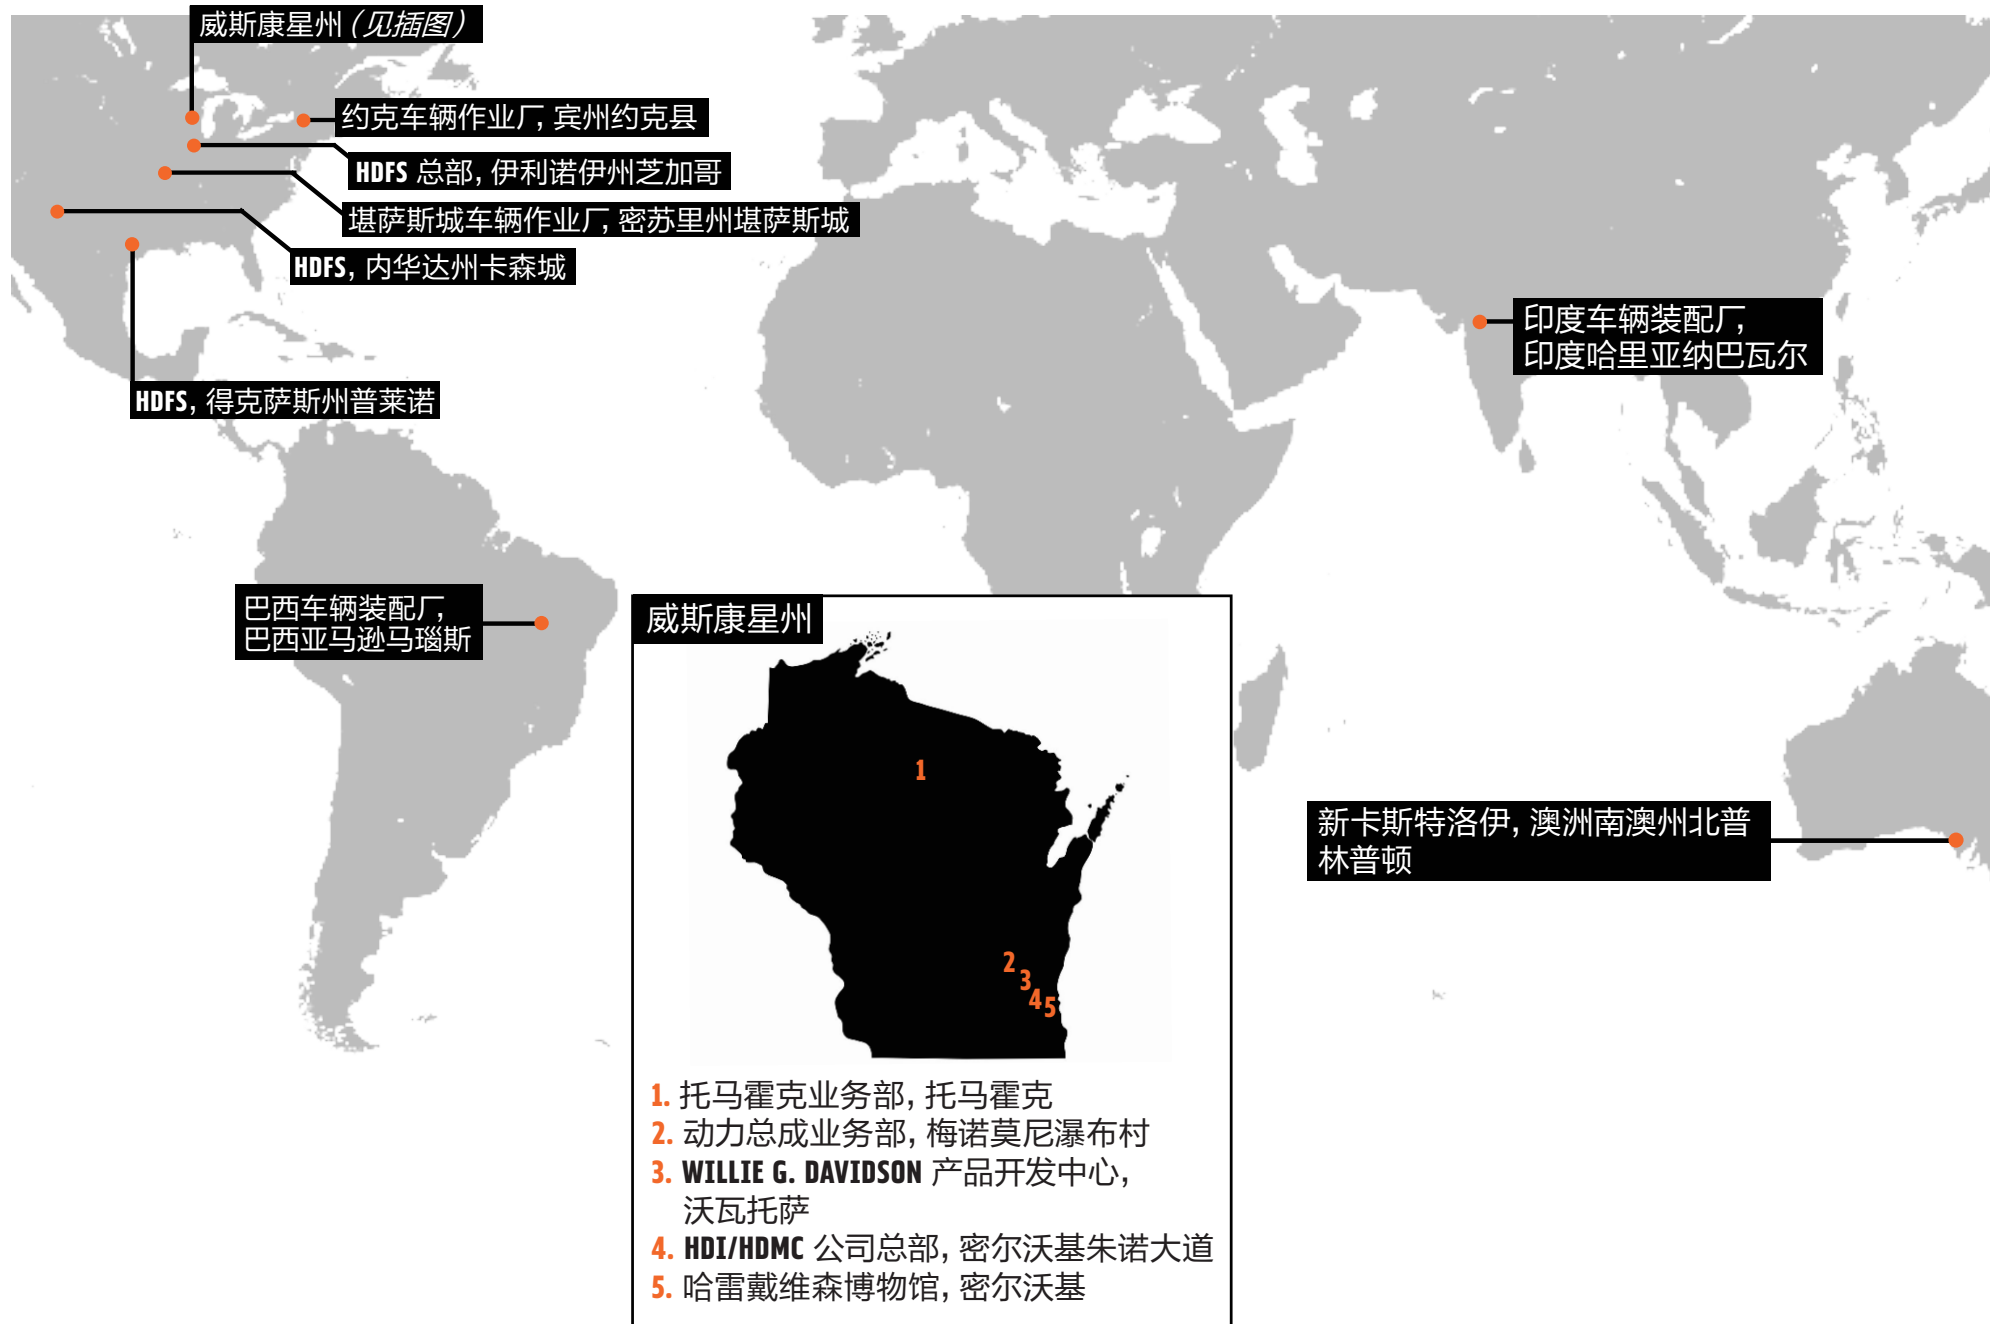 威斯康星州（见插图）
约克车辆作业厂, 宾州约克县
HDFS 总部, 伊利诺伊州芝加哥
堪萨斯城车辆作业厂, 密苏里州堪萨斯城
HDFS, 内华达州卡森城
HDFS, 得克萨斯州普莱诺
印度车辆装配厂,
印度哈里亚纳巴瓦尔
巴西车辆装配厂,
巴西亚马逊马瑙斯
新卡斯特洛伊, 澳洲南澳州北普
林普顿
威斯康星州
1
2
3
4
5
1. 托马霍克业务部, 托马霍克
2. 动力总成业务部, 梅诺莫尼瀑布村
3. WILLIE G. DAVIDSON 产品开发中心,
沃瓦托萨
4. HDI/HDMC 公司总部, 密尔沃基朱诺大道
5. 哈雷戴维森博物馆, 密尔沃基